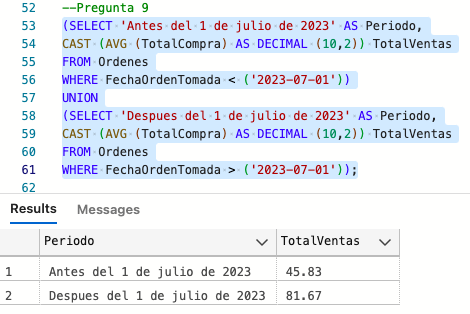 52 --Pregunta 9
53 (SELECT 'Antes del 1 de julio de 2023' AS Periodo,
54 CAST (AVG (TotalCompra) AS DECIMAL (10,2)) TotalVentas
55 FROM Ordenes
56 WHERE FechaOrdenTomada < ('2023-07-01'))
57 UNION
58 (SELECT 'Despues del 1 de julio de 2023' AS Periodo,
59 CAST (AVG (TotalCompra) AS DECIMAL (10,2)) TotalVentas
60 FROM Ordenes
61 WHERE FechaOrdenTomada > ('2023-07-01'));
62
Results Messages
Periodo TotalVentas
1 Antes del 1 de julio de 2023 45.83
2 Despues del 1 de julio de 2023 81.67